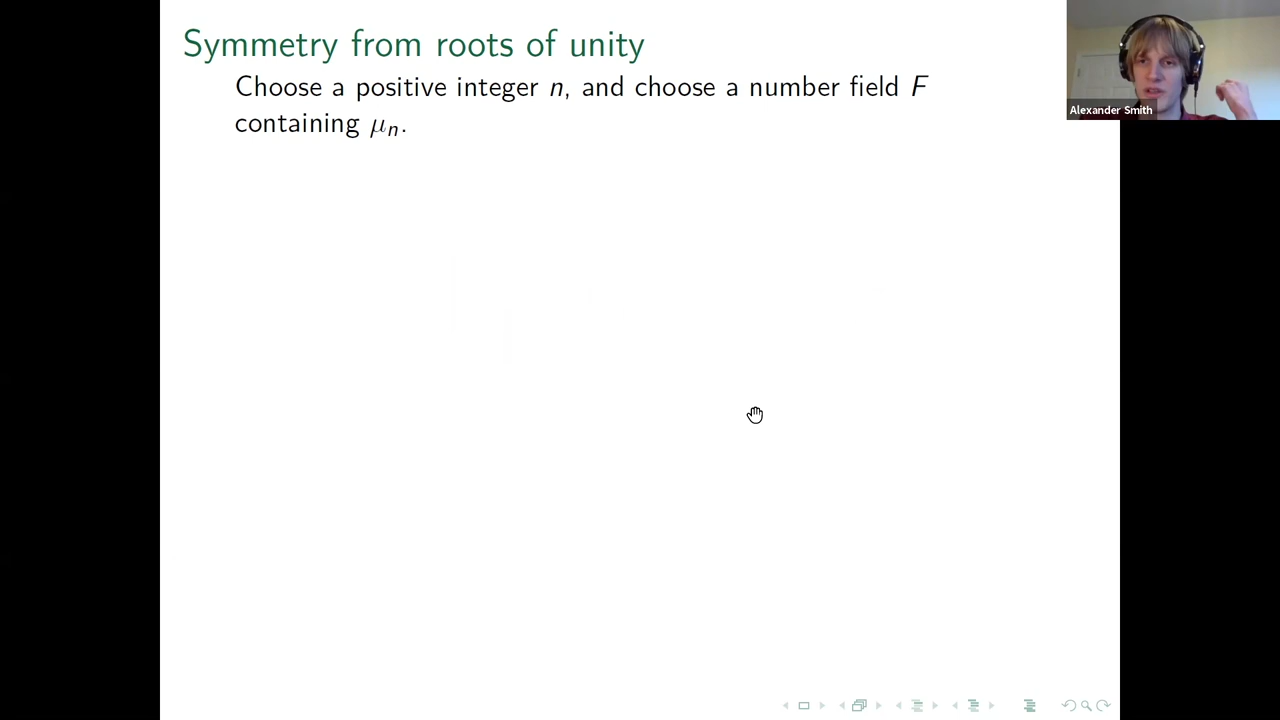 Symmetry from roots of unity
Choose a positive integer n, and choose a number field F
containing μₙ.
Alexander Smith